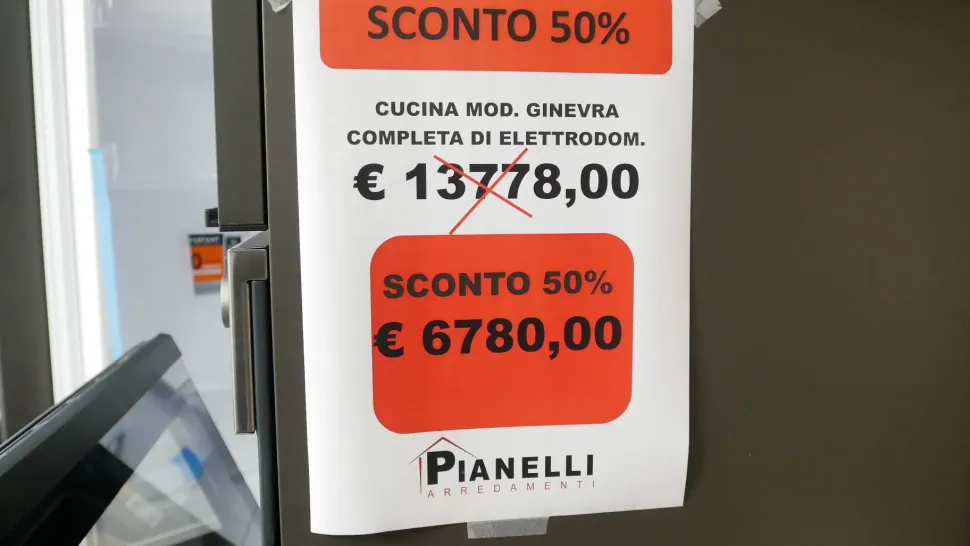 SCONTO 50%
CUCINA MOD. GINEVRA
COMPLETA DI ELETTRODOM.
€ 13778,00
SCONTO 50%
€ 6780,00
PIANELLI
ARREDAMENTI